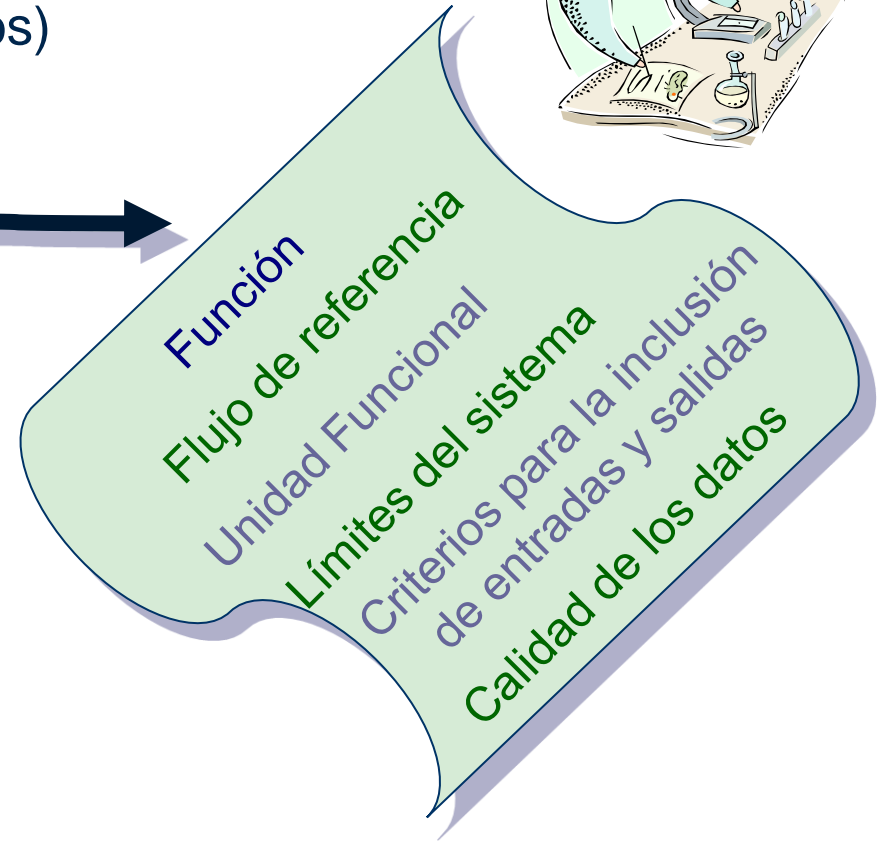 os)
Función
Flujo de referencia
Unidad Funcional
Límites del sistema
Criterios para la inclusión
de entradas y salidas
Calidad de los datos